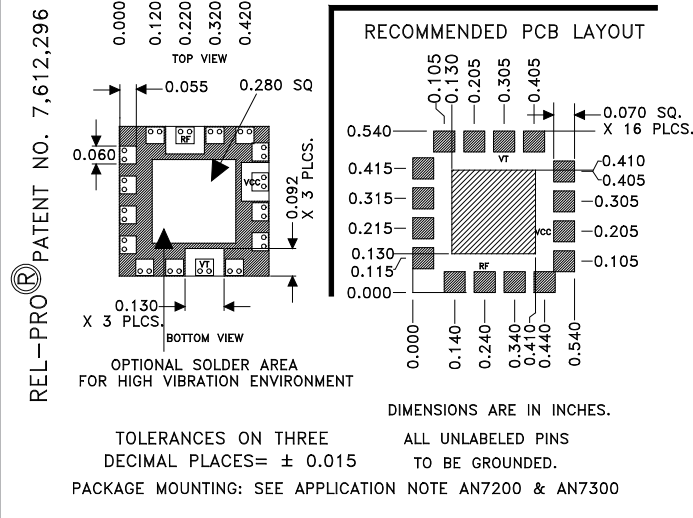 REL-PRO® PATENT NO. 7,612,296
0.000
0.120
0.220
0.320
0.420
TOP VIEW
0.055
0.280 SQ
RF
0.060
VCC
0.092
X 3 PLCS.
VT
0.130
X 3 PLCS.
BOTTOM VIEW
OPTIONAL SOLDER AREA
FOR HIGH VIBRATION ENVIRONMENT
RECOMMENDED PCB LAYOUT
0.105
0.130
0.205
0.305
0.405
0.070 SQ.
X 16 PLCS.
0.540
VT
0.415
0.410
0.405
0.315
0.305
0.215
VCC
0.205
0.130
0.115
RF
0.105
0.000
0.000
0.140
0.240
0.340
0.410
0.440
0.540
DIMENSIONS ARE IN INCHES.
TOLERANCES ON THREE
DECIMAL PLACES= ± 0.015
ALL UNLABELED PINS
TO BE GROUNDED.
PACKAGE MOUNTING: SEE APPLICATION NOTE AN7200 & AN7300